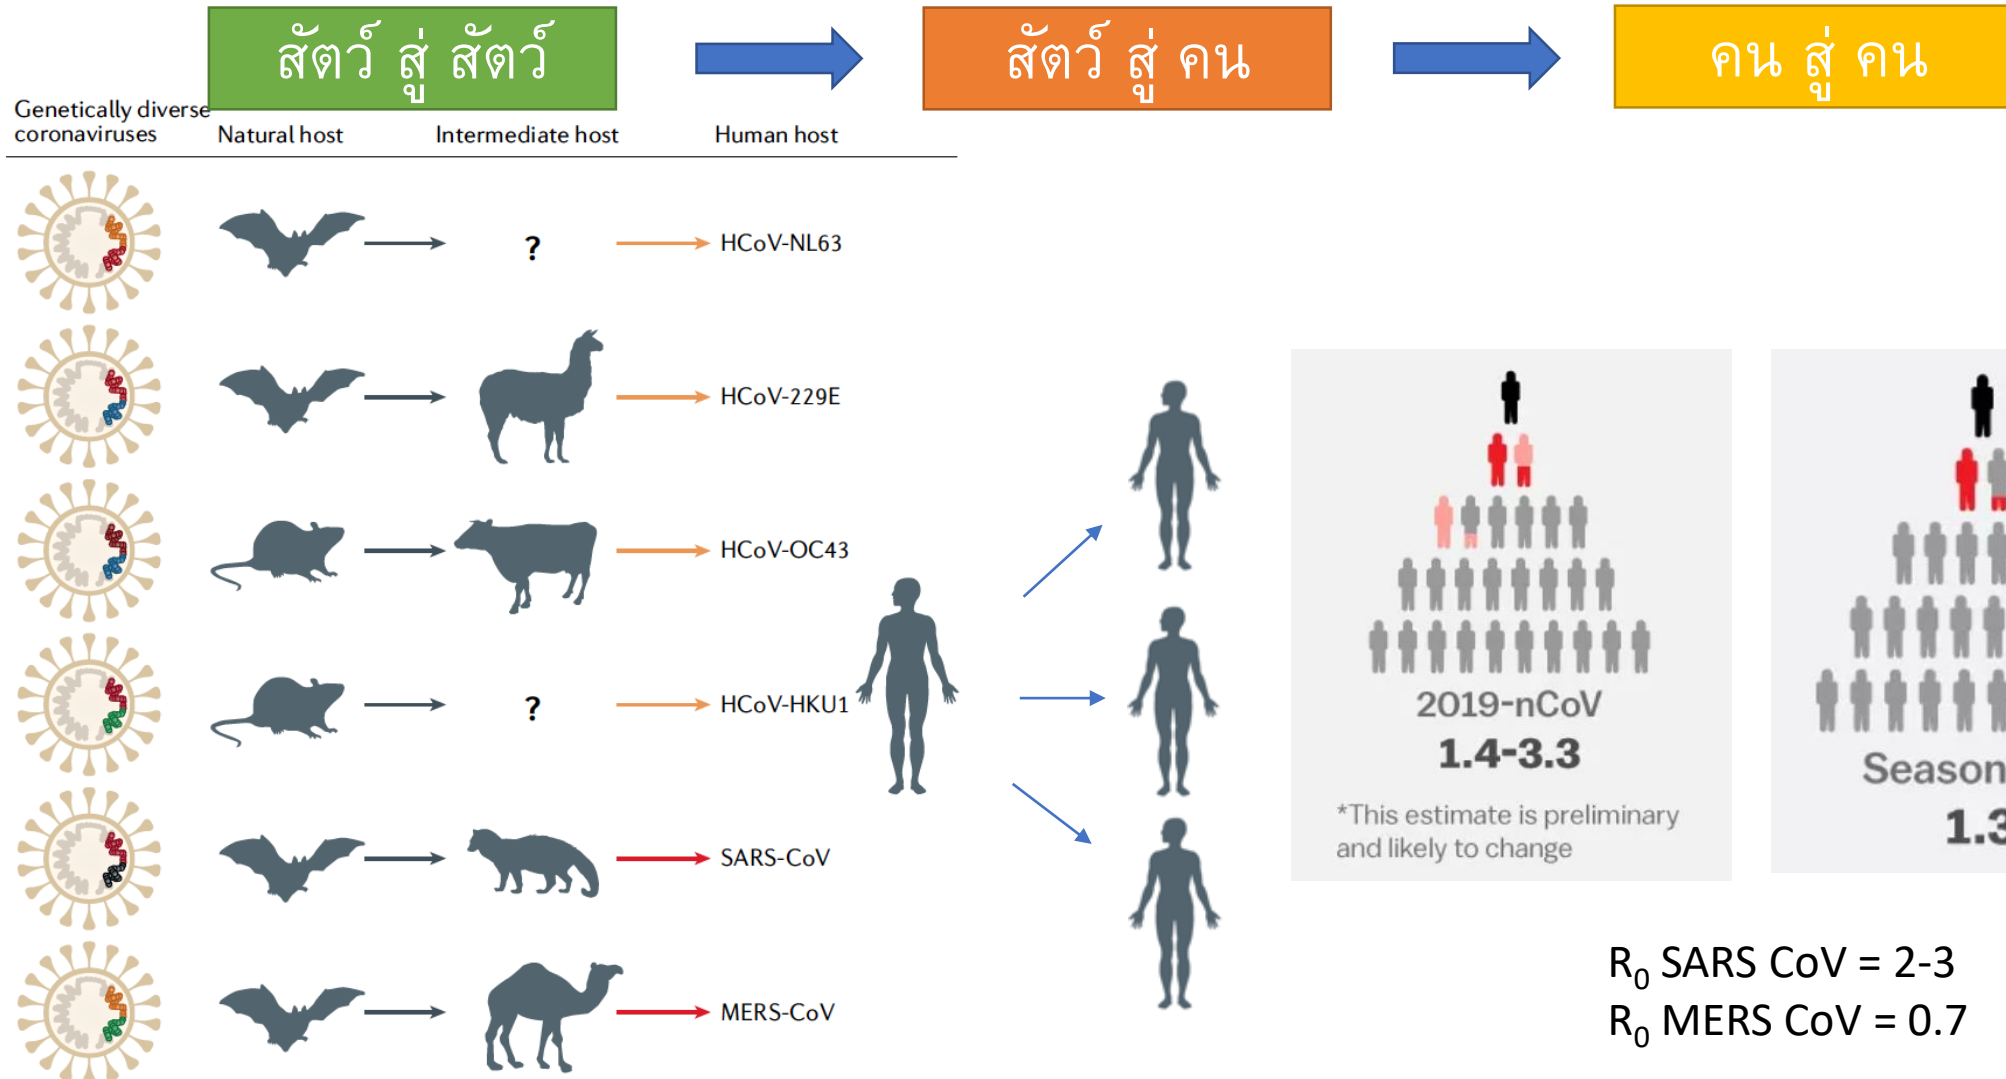 สัตว์ สู่ สัตว์
สัตว์ สู่ คน
คน สู่ คน
Genetically diverse
coronaviruses
Natural host
Intermediate host
Human host
?
HCoV-NL63
HCoV-229E
HCoV-OC43
?
HCoV-HKU1
SARS-CoV
MERS-CoV
2019-nCoV
1.4-3.3
*This estimate is preliminary
and likely to change
Season
1.3
R₀ SARS CoV = 2-3
R₀ MERS CoV = 0.7